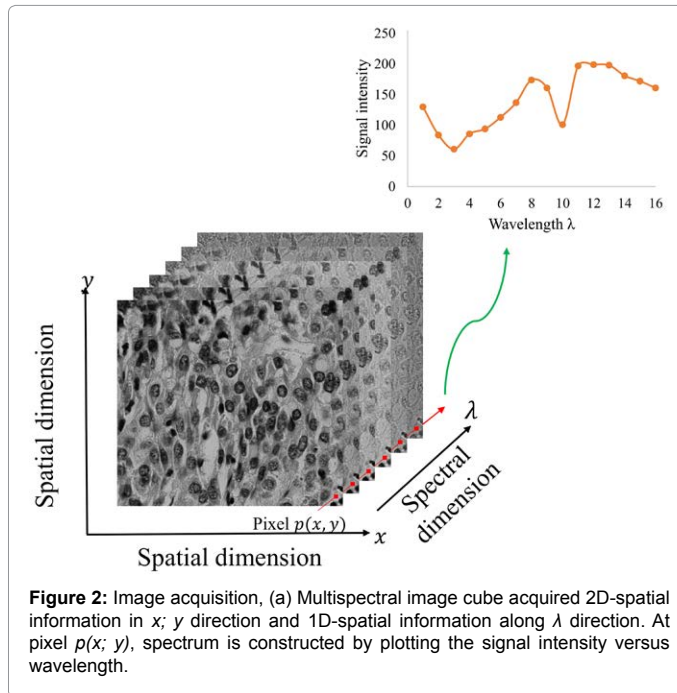 250
200
150
100
50
0
Signal intensity
0 2 4 6 8 10 12 14 16
Wavelength λ
y
Spatial dimension
λ
Spectral
dimension
Pixel p(x, y)
x
Spatial dimension
Figure 2: Image acquisition, (a) Multispectral image cube acquired 2D-spatial
information in x; y direction and 1D-spatial information along λ direction. At
pixel p(x; y), spectrum is constructed by plotting the signal intensity versus
wavelength.